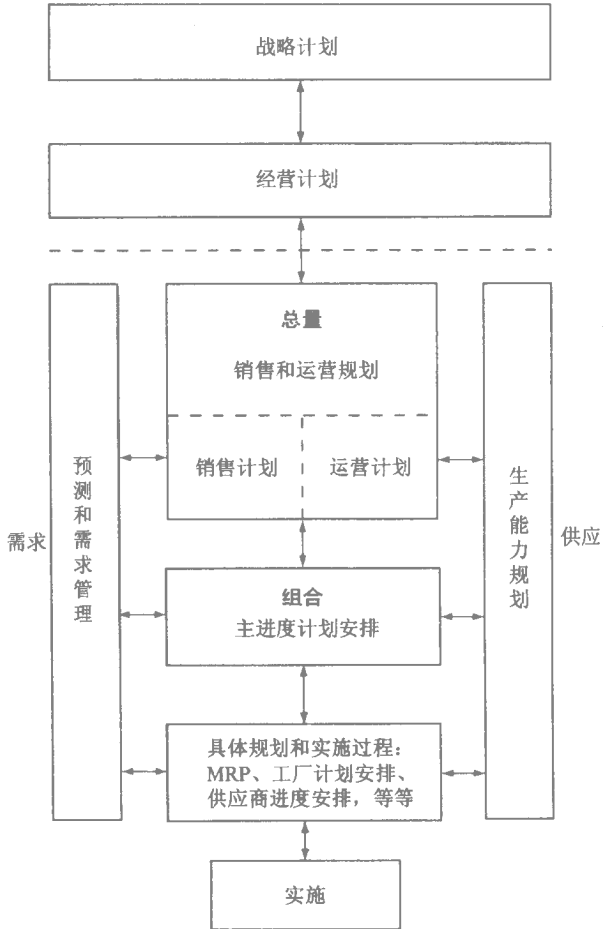 战略计划
经营计划
总量
销售和运营规划
销售计划
运营计划
预测和需求管理
需求
生产能力规划
供应
组合
主进度计划安排
具体规划和实施过程:
MRP、工厂计划安排、
供应商进度安排，等等
实施